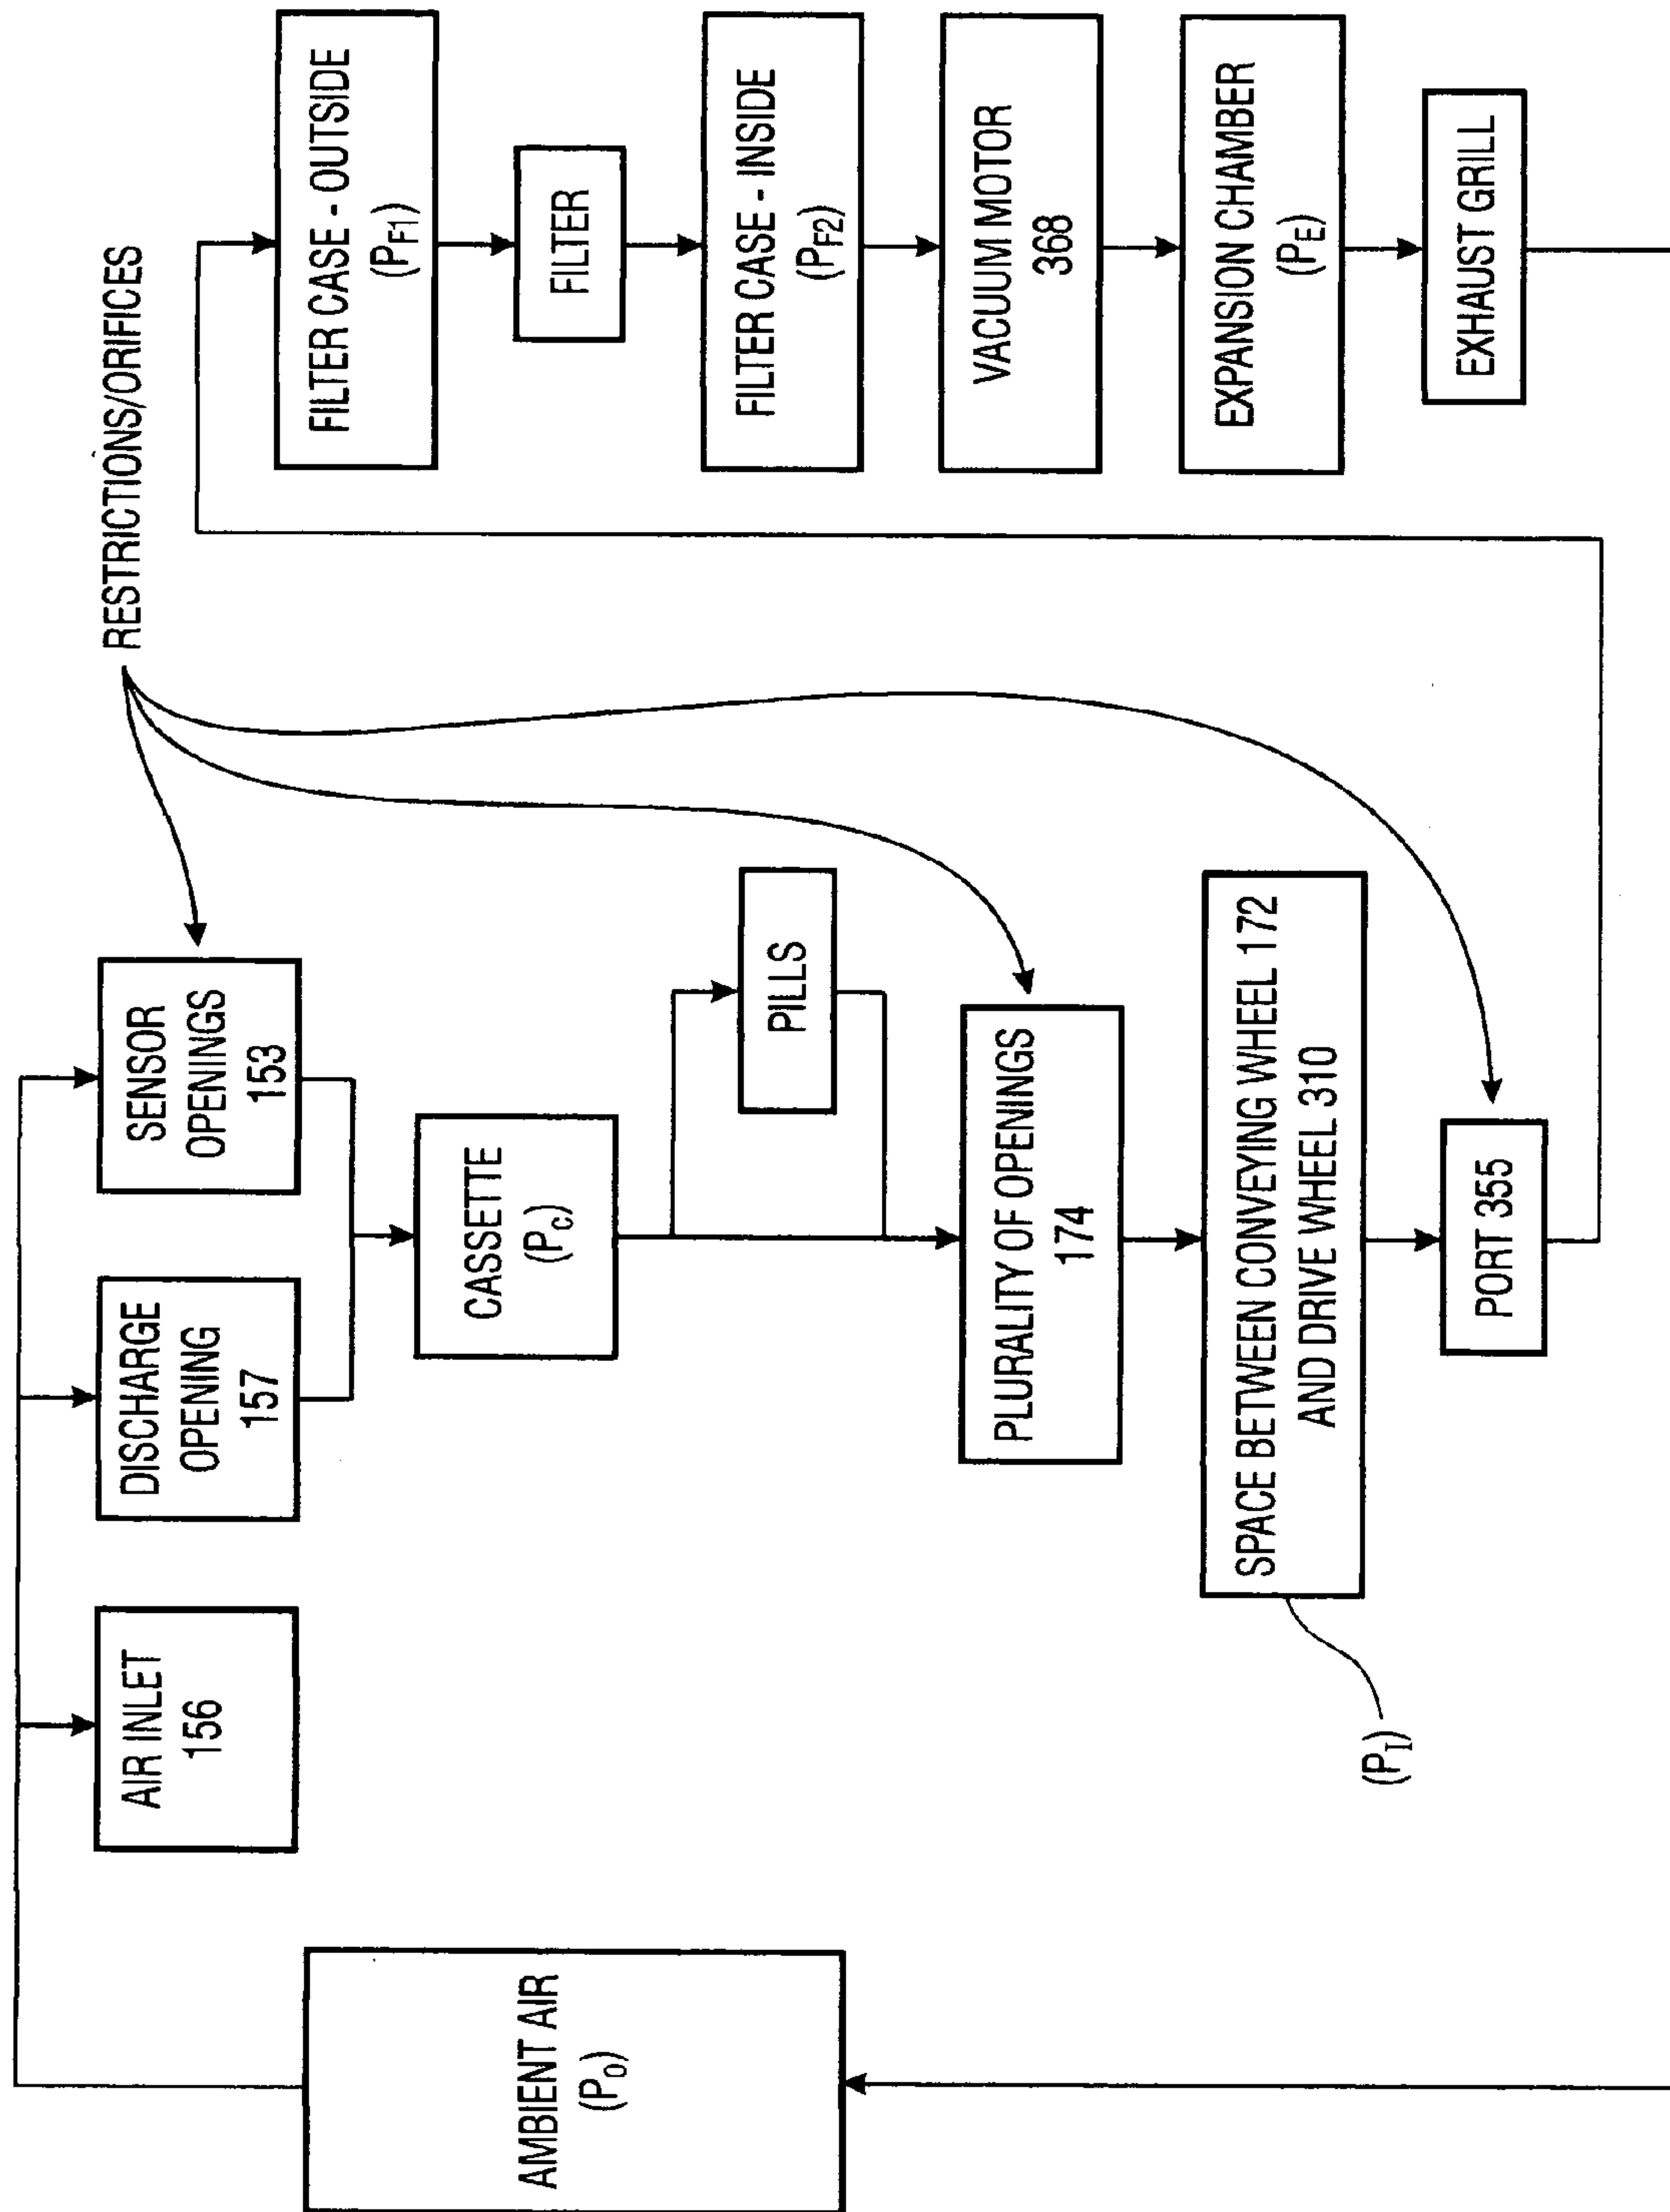 AMBIENT AIR
(P0)
AIR INLET
156
DISCHARGE
OPENING
157
SENSOR
OPENINGS
153
RESTRICTIONS/ORIFICES
CASSETTE
(PC)
PILLS
PLURALITY OF OPENINGS
174
SPACE BETWEEN CONVEYING WHEEL 172
AND DRIVE WHEEL 310
(PI)
PORT 355
FILTER CASE - OUTSIDE
(PF1)
FILTER
FILTER CASE - INSIDE
(PF2)
VACUUM MOTOR
368
EXPANSION CHAMBER
(PE)
EXHAUST GRILL